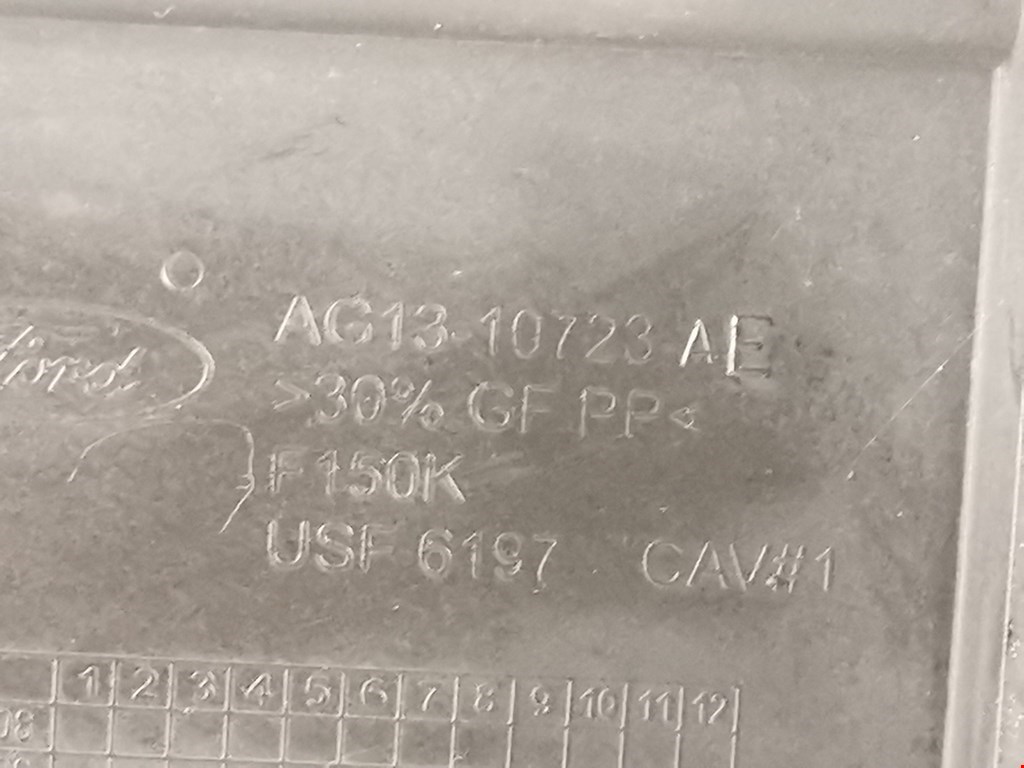 AG13-10723-AE
Ford
>30% GF PP<
F150K
USF 6197 CAV#1
1 2 3 4 5 6 7 8 9 10 11 12
08